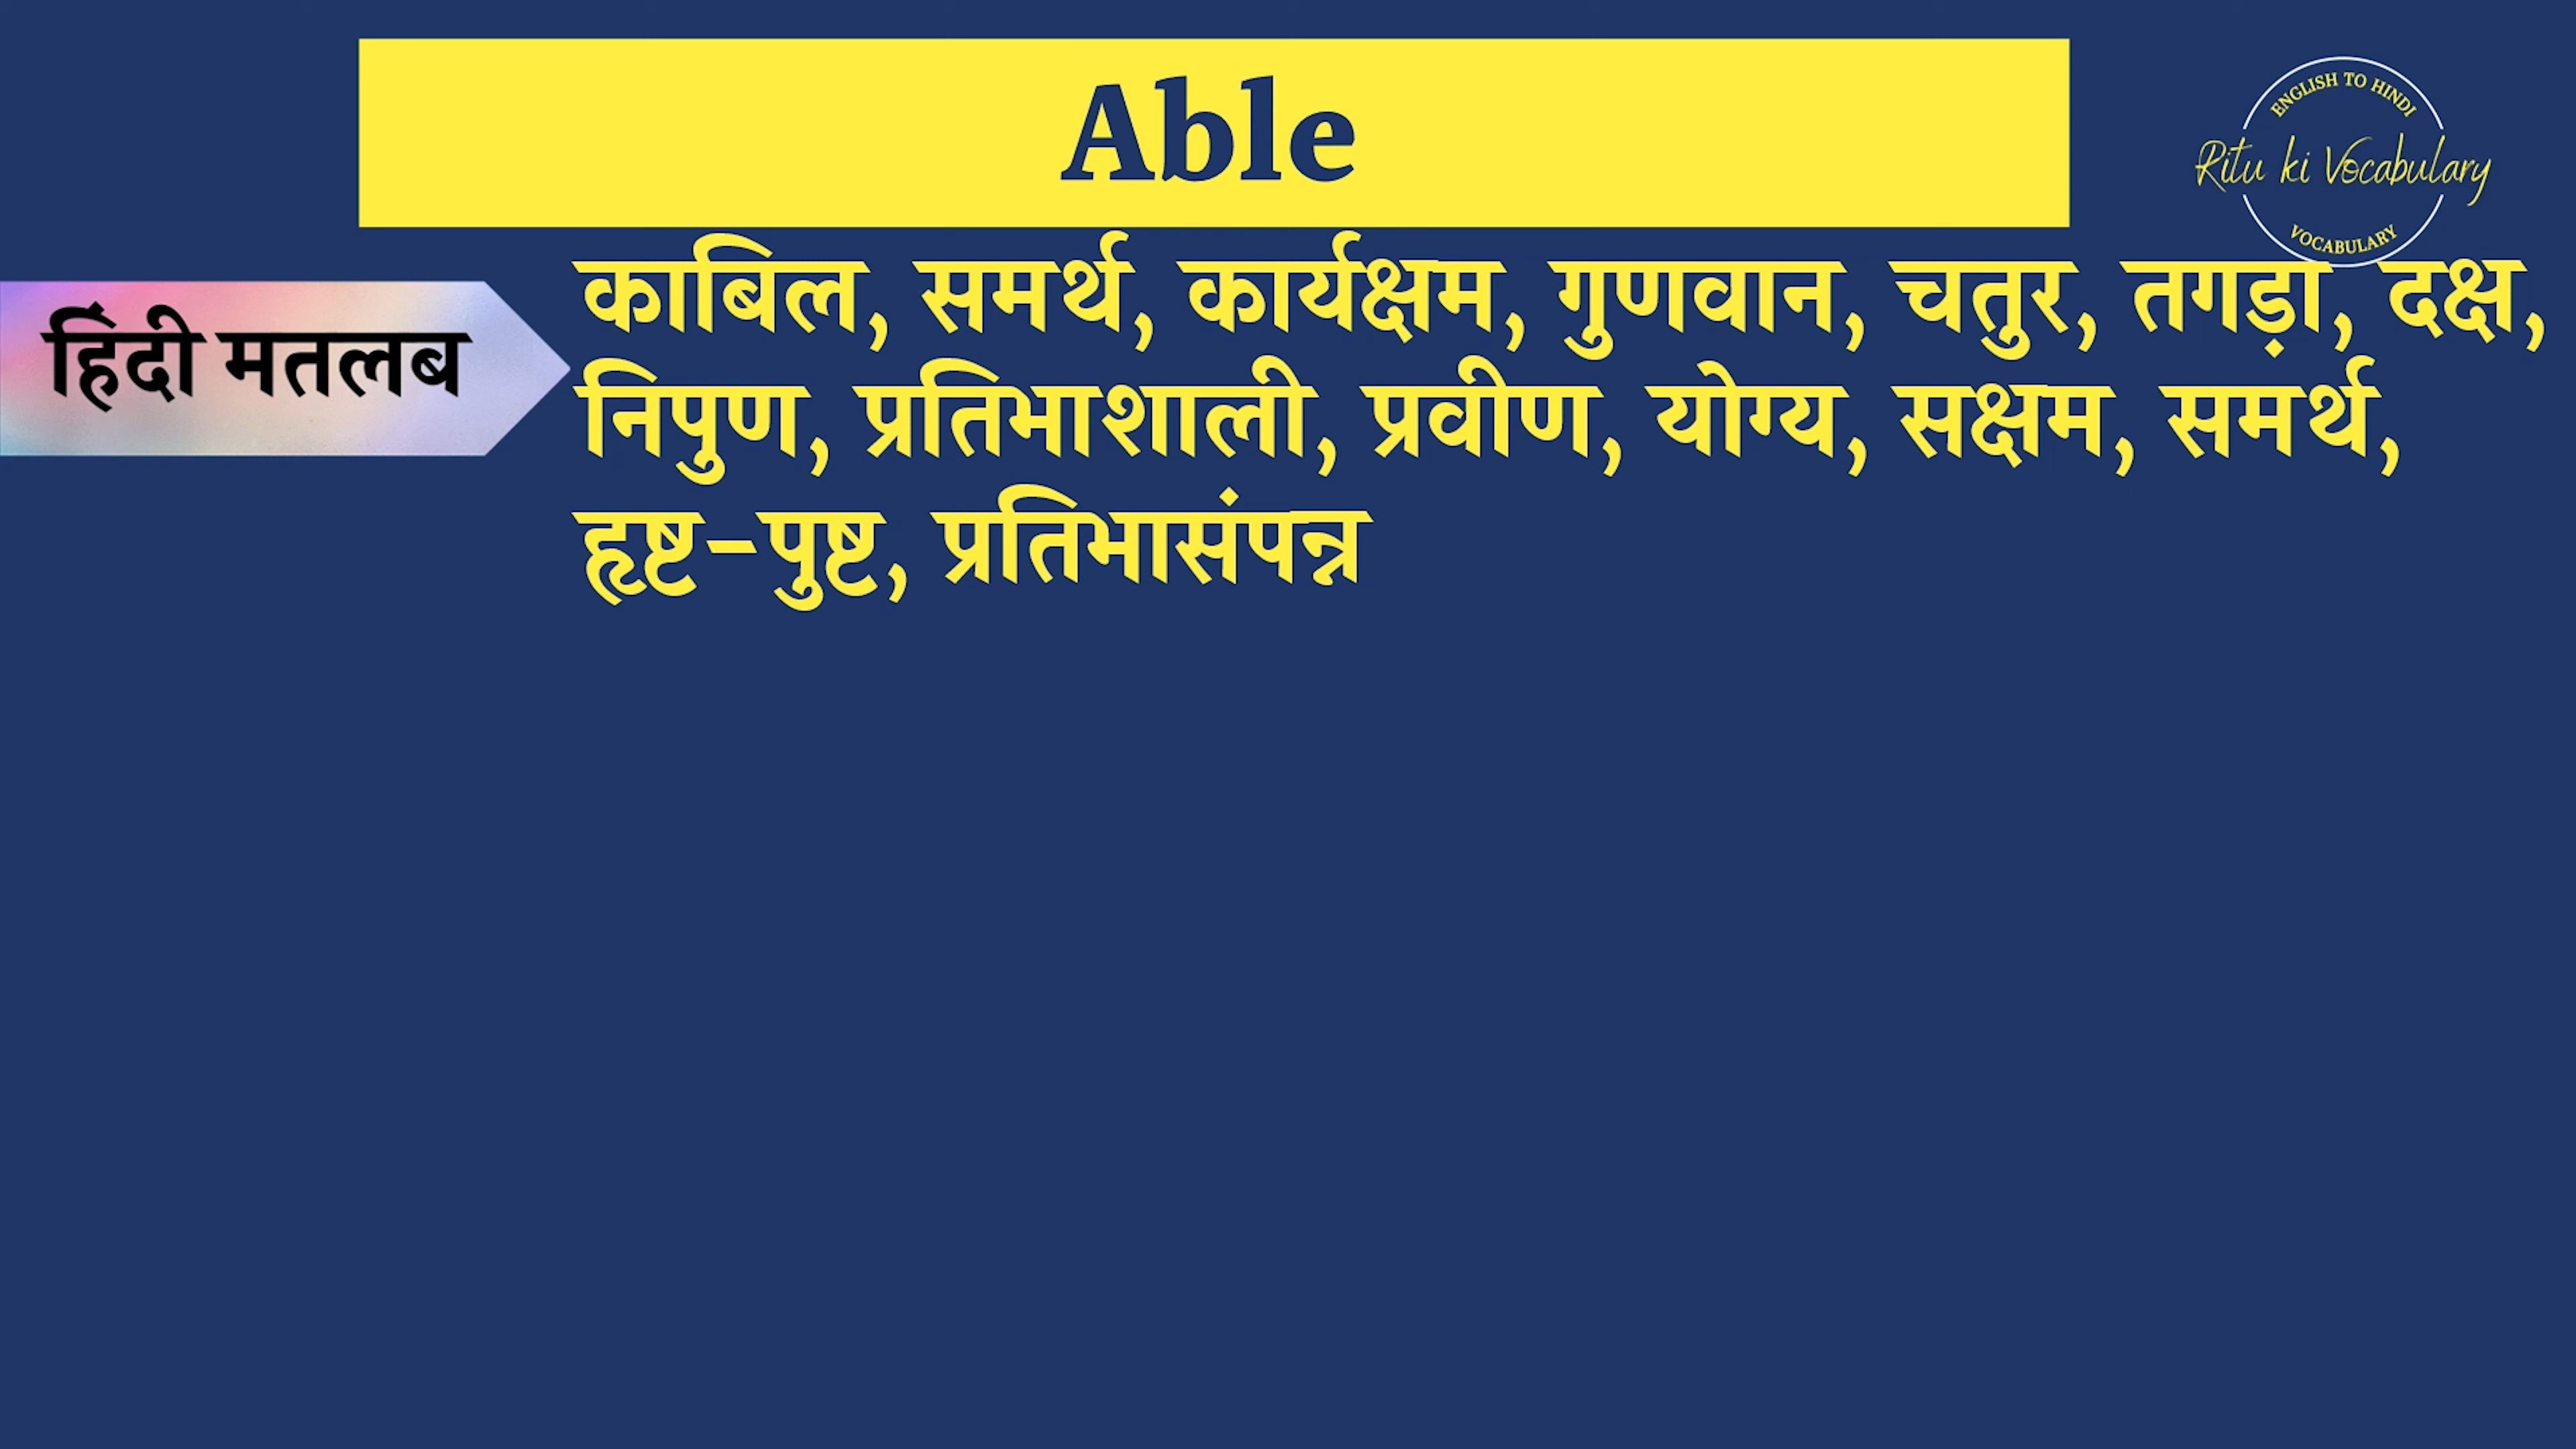 Able
ENGLISH TO HINDI
Ritu ki Vocabulary
VOCABULARY
हिंदी मतलब
काबिल, समर्थ, कार्यक्षम, गुणवान, चतुर, तगड़ा, दक्ष,
निपुण, प्रतिभाशाली, प्रवीण, योग्य, सक्षम, समर्थ,
हृष्ट-पुष्ट, प्रतिभासंपन्न